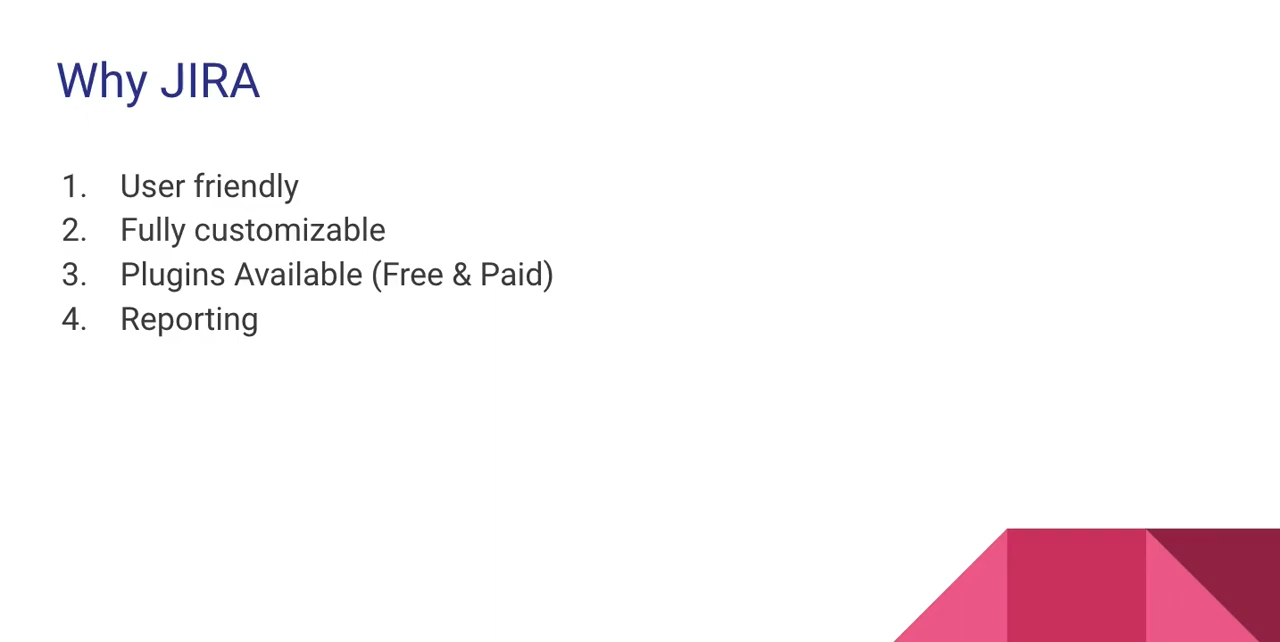 Why JIRA
1. User friendly
2. Fully customizable
3. Plugins Available (Free & Paid)
4. Reporting